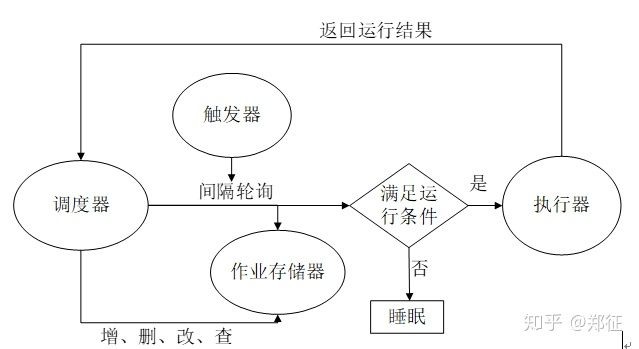 返回运行结果
触发器
间隔轮询
调度器
满足运
行条件
是
执行器
作业存储器
否
睡眠
增、删、改、查
知乎 @郑征